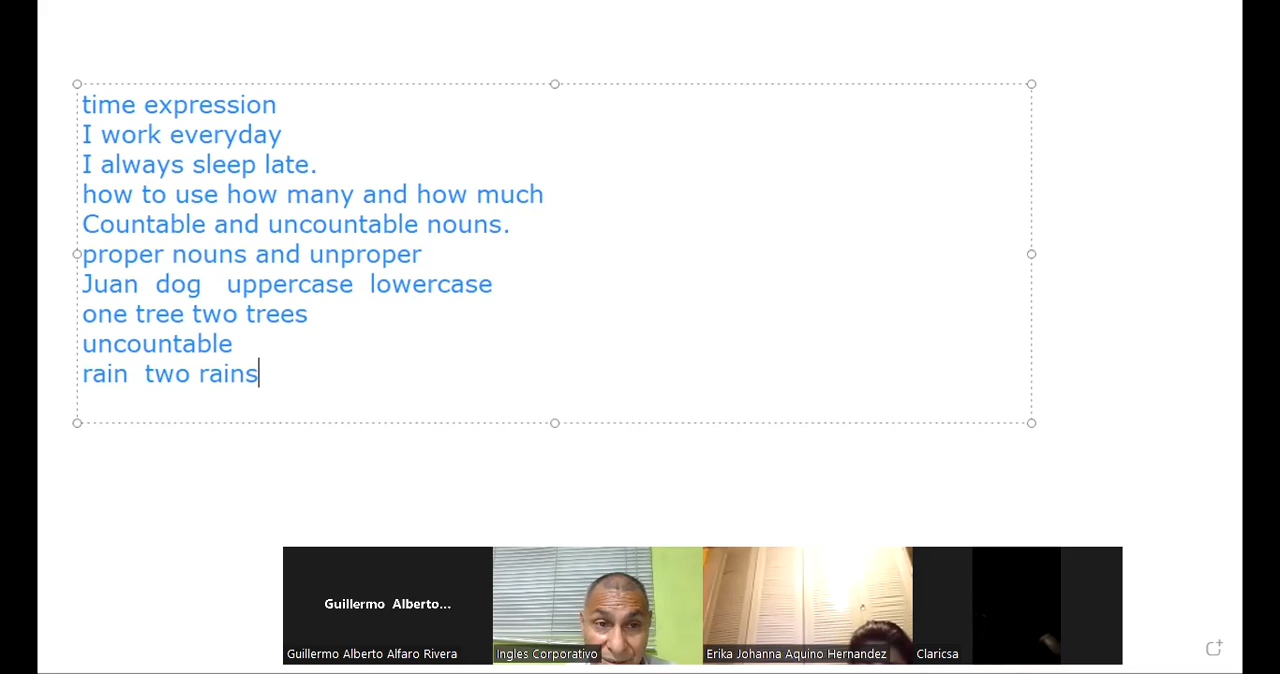 time expression
I work everyday
I always sleep late.
how to use how many and how much
Countable and uncountable nouns.
proper nouns and unproper
Juan  dog   uppercase  lowercase
one tree two trees
uncountable
rain  two rains
Guillermo  Alberto...
Guillermo Alberto Alfaro Rivera
Ingles Corporativo
Erika Johanna Aquino Hernandez
Claricsa